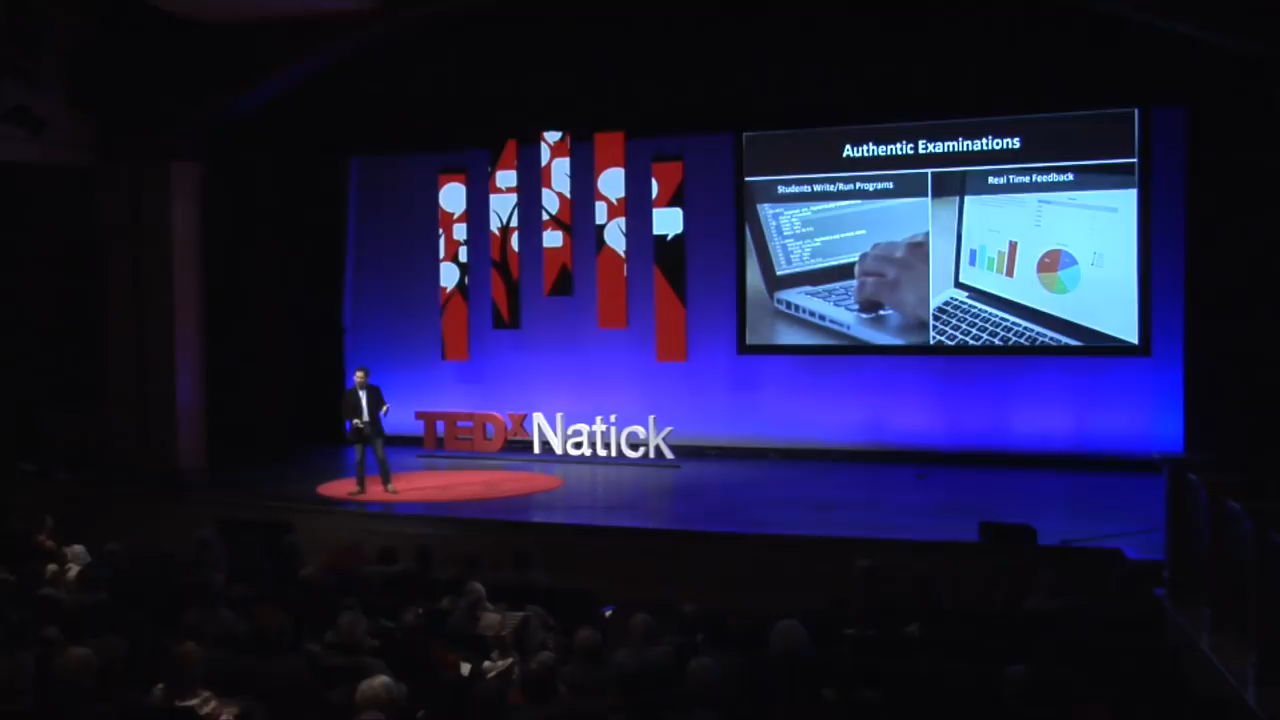 Authentic Examinations
Students Write/Run Programs
Real Time Feedback
TEDxNatick